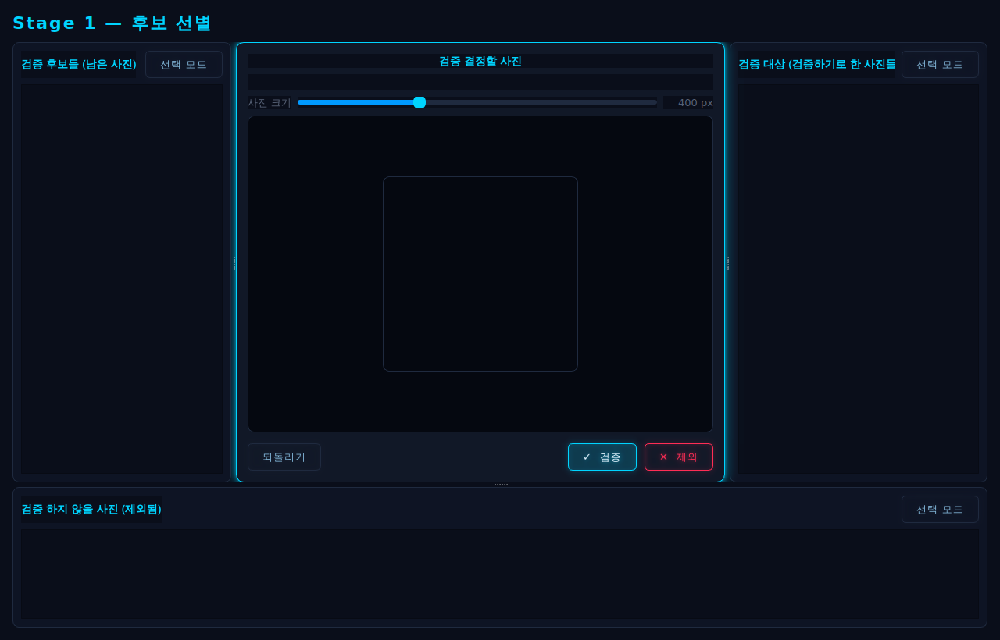 Stage 1 — 후보 선별
검증 후보들 (남은 사진)
선택 모드
검증 결정할 사진
사진 크기
400 px
되돌리기
✓ 검증
✕ 제외
검증 대상 (검증하기로 한 사진들
선택 모드
검증 하지 않을 사진 (제외됨)
선택 모드